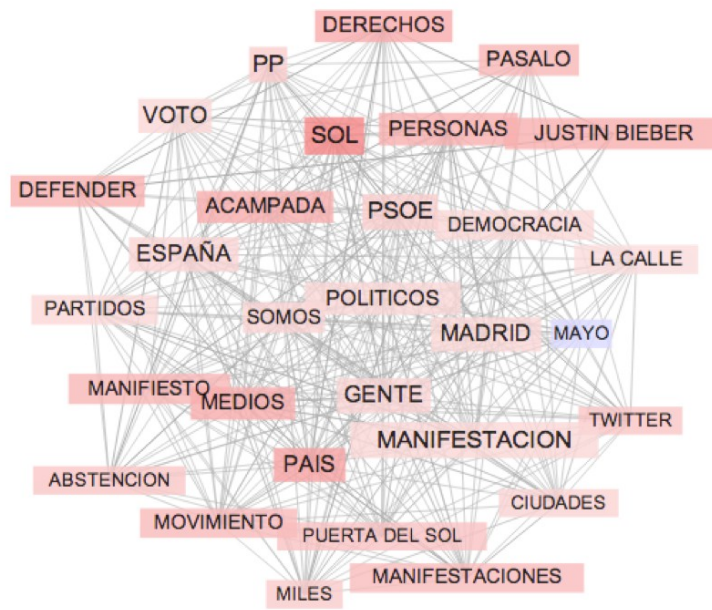 DERECHOS
PP
PASALO
VOTO
SOL
PERSONAS
JUSTIN BIEBER
DEFENDER
ACAMPADA
PSOE
DEMOCRACIA
ESPAÑA
LA CALLE
PARTIDOS
SOMOS
POLITICOS
MADRID
MAYO
MANIFIESTO
MEDIOS
GENTE
TWITTER
MANIFESTACION
PAIS
ABSTENCION
CIUDADES
MOVIMIENTO
PUERTA DEL SOL
MANIFESTACIONES
MILES